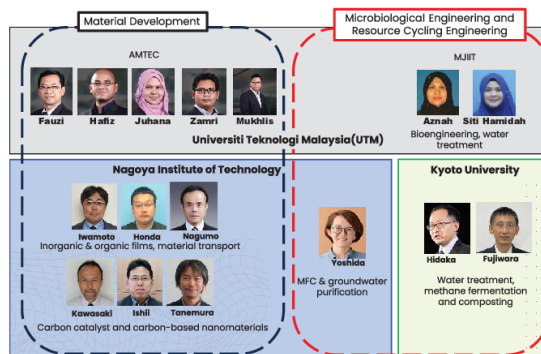 Material Development
Microbiological Engineering and
Resource Cycling Engineering
AMTEC
MJIIT
Fauzi
Hafiz
Juhana
Zamri
Mukhlis
Aznah
Siti Hamidah
Universiti Teknologi Malaysia(UTM)
Bioengineering, water
treatment
Nagoya Institute of Technology
Kyoto University
Iwamoto
Honda
Nagumo
Inorganic & organic films, material transport
Yoshida
MFC & groundwater
purification
Hidaka
Fujiwara
Water treatment,
methane fermentation
and composting
Kawasaki
Ishii
Tanemura
Carbon catalyst and carbon-based nanomaterials